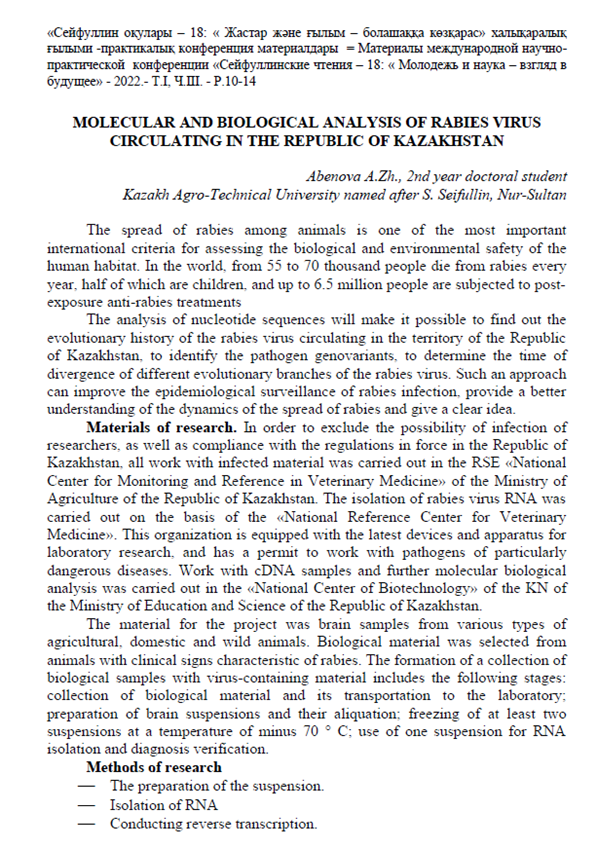 «Сейфуллин оқулары – 18: « Жастар және ғылым – болашаққа көзқарас» халықаралық
ғылыми -практикалық конференция материалдары = Материалы международной научно-
практической конференции «Сейфуллинские чтения – 18: « Молодежь и наука – взгляд в
будущее» - 2022.- Т.I, Ч.III. - Р.10-14
MOLECULAR AND BIOLOGICAL ANALYSIS OF RABIES VIRUS
CIRCULATING IN THE REPUBLIC OF KAZAKHSTAN
Abenova A.Zh., 2nd year doctoral student
Kazakh Agro-Technical University named after S. Seifullin, Nur-Sultan
The spread of rabies among animals is one of the most important
international criteria for assessing the biological and environmental safety of the
human habitat. In the world, from 55 to 70 thousand people die from rabies every
year, half of which are children, and up to 6.5 million people are subjected to post-
exposure anti-rabies treatments
The analysis of nucleotide sequences will make it possible to find out the
evolutionary history of the rabies virus circulating in the territory of the Republic
of Kazakhstan, to identify the pathogen genovariants, to determine the time of
divergence of different evolutionary branches of the rabies virus. Such an approach
can improve the epidemiological surveillance of rabies infection, provide a better
understanding of the dynamics of the spread of rabies and give a clear idea.
Materials of research. In order to exclude the possibility of infection of
researchers, as well as compliance with the regulations in force in the Republic of
Kazakhstan, all work with infected material was carried out in the RSE «National
Center for Monitoring and Reference in Veterinary Medicine» of the Ministry of
Agriculture of the Republic of Kazakhstan. The isolation of rabies virus RNA was
carried out on the basis of the «National Reference Center for Veterinary
Medicine». This organization is equipped with the latest devices and apparatus for
laboratory research, and has a permit to work with pathogens of particularly
dangerous diseases. Work with cDNA samples and further molecular biological
analysis was carried out in the «National Center of Biotechnology» of the KN of
the Ministry of Education and Science of the Republic of Kazakhstan.
The material for the project was brain samples from various types of
agricultural, domestic and wild animals. Biological material was selected from
animals with clinical signs characteristic of rabies. The formation of a collection of
biological samples with virus-containing material includes the following stages:
collection of biological material and its transportation to the laboratory;
preparation of brain suspensions and their aliquation; freezing of at least two
suspensions at a temperature of minus 70 ° C; use of one suspension for RNA
isolation and diagnosis verification.
Methods of research
— The preparation of the suspension.
— Isolation of RNA
— Conducting reverse transcription.